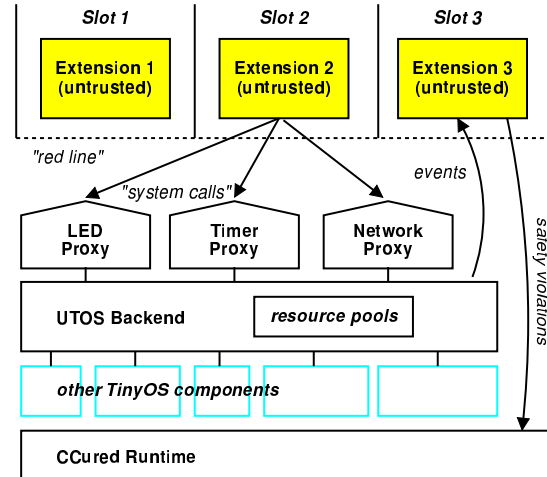 Slot 1
Slot 2
Slot 3
Extension 1
(untrusted)
Extension 2
(untrusted)
Extension 3
(untrusted)
"red line"
"system calls"
events
safety violations
LED
Proxy
Timer
Proxy
Network
Proxy
UTOS Backend
resource pools
other TinyOS components
CCured Runtime